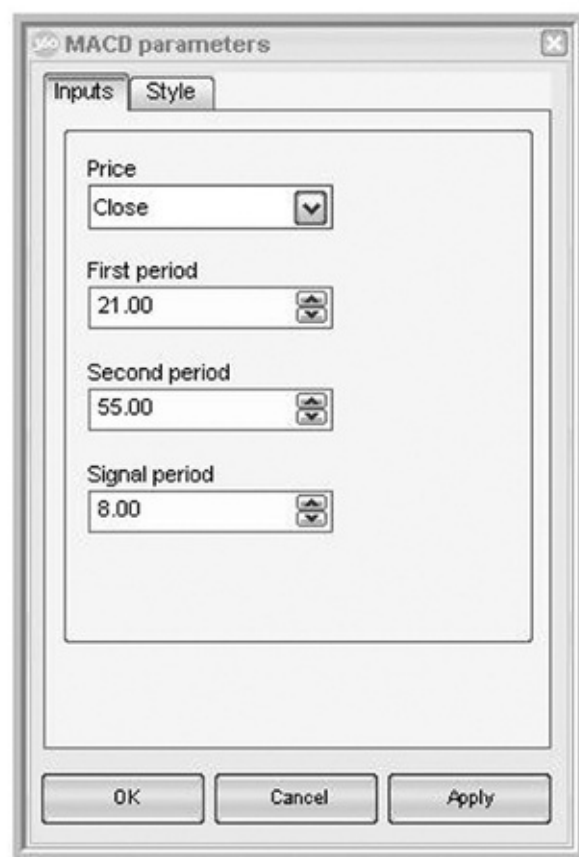 MACD parameters
Inputs Style
Price
Close
First period
21.00
Second period
55.00
Signal period
8.00
OK Cancel Apply